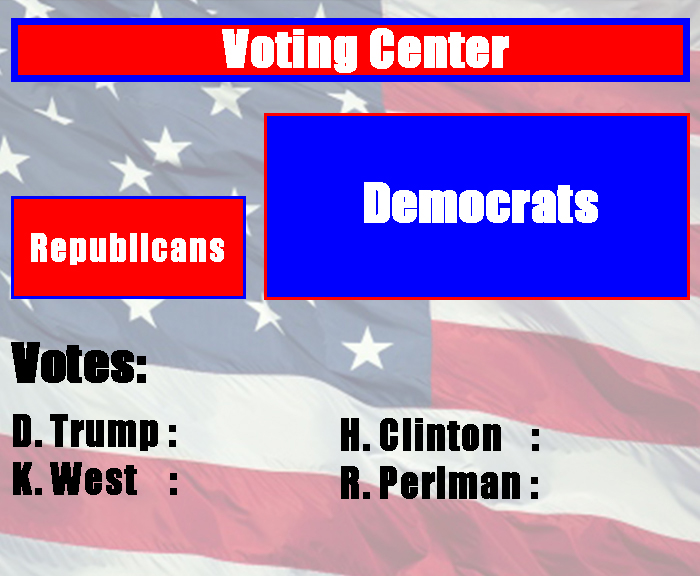 Voting Center
Democrats
Republicans
Votes:
D. Trump :
H. Clinton :
K. West :
R. Perlman :